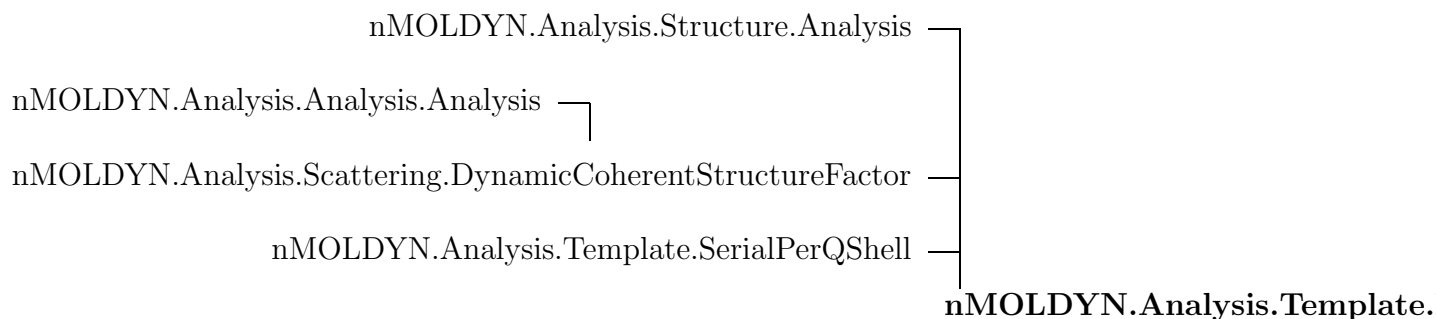 nMOLDYN.Analysis.Structure.Analysis
nMOLDYN.Analysis.Analysis.Analysis
nMOLDYN.Analysis.Scattering.DynamicCoherentStructureFactor
nMOLDYN.Analysis.Template.SerialPerQShell
nMOLDYN.Analysis.Template.